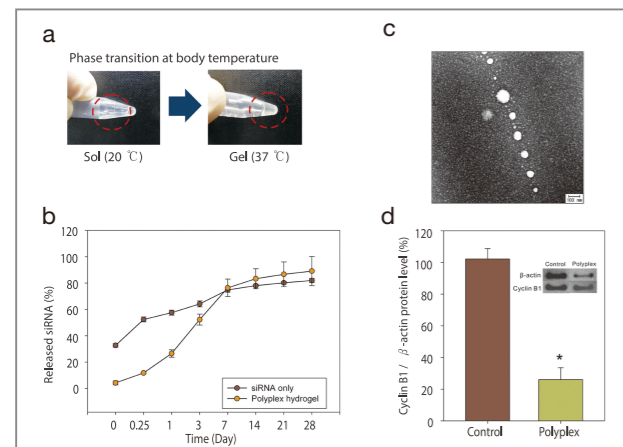 a
Phase transition at body temperature
Sol (20 ℃)
Gel (37 ℃)
b
Released siRNA (%)
100
80
60
40
20
0
0 0.25 1 3 7 14 21 28
Time (Day)
siRNA only
Polyplex hydrogel
c
100 nm
d
Cyclin B1 / β-actin protein level (%)
120
100
80
60
40
20
0
Control Polyplex
β-actin
Cyclin B1
*
Control Polyplex